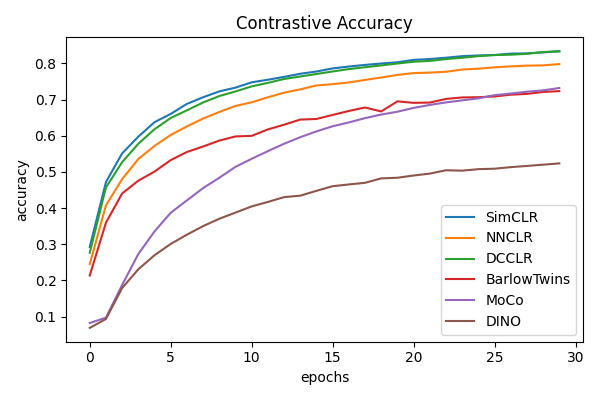 Contrastive Accuracy
accuracy
0.8
0.7
0.6
0.5
0.4
0.3
0.2
0.1
SimCLR
NNCLR
DCCLR
BarlowTwins
MoCo
DINO
0 5 10 15 20 25 30
epochs